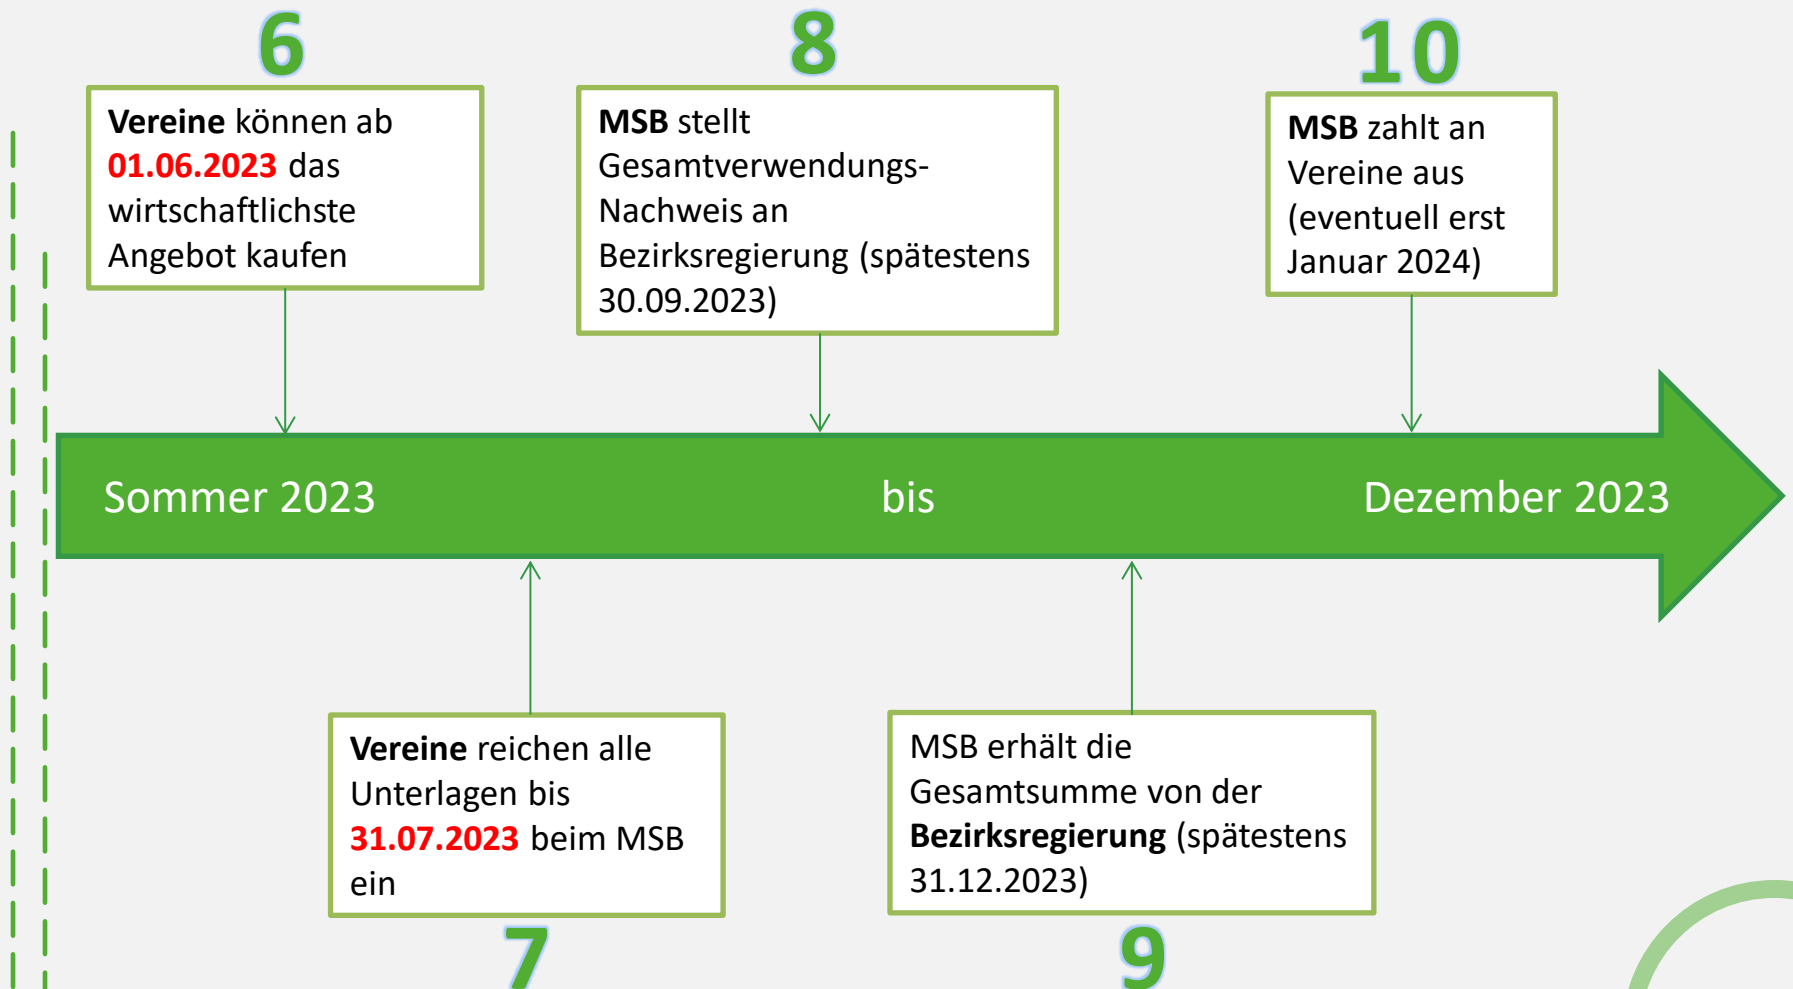 6
Vereine können ab
01.06.2023 das
wirtschaftlichste
Angebot kaufen
8
MSB stellt
Gesamtverwendungs-
Nachweis an
Bezirksregierung (spätestens
30.09.2023)
10
MSB zahlt an
Vereine aus
(eventuell erst
Januar 2024)
Sommer 2023 bis Dezember 2023
Vereine reichen alle
Unterlagen bis
31.07.2023 beim MSB
ein
7
MSB erhält die
Gesamtsumme von der
Bezirksregierung (spätestens
31.12.2023)
9